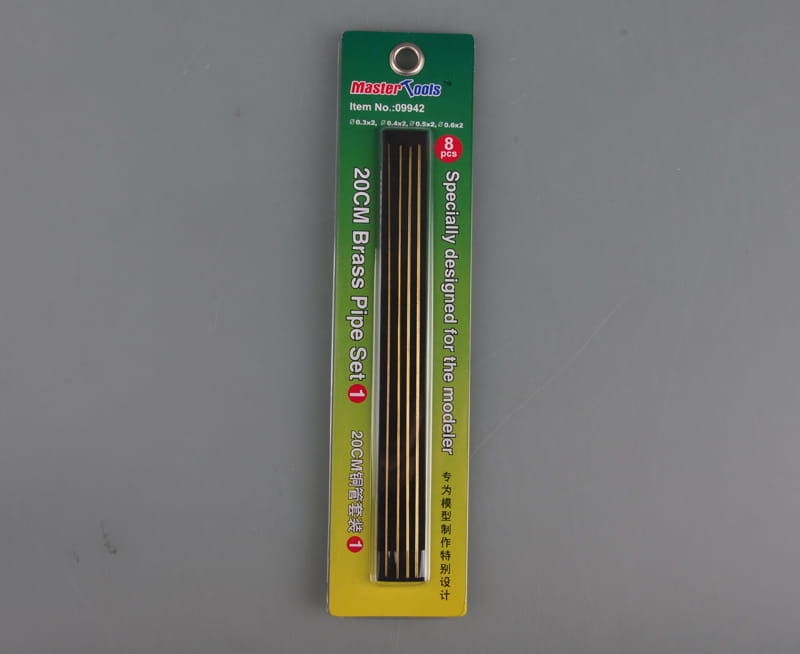 MasterTools™
Item No.:09942
Ø0.3x2, Ø0.4x2, Ø0.5x2, Ø0.6x2
8
pcs
20CM Brass Pipe Set 1
20CM铜管套装 1
Specially designed for the modeler
专为模型制作特别设计